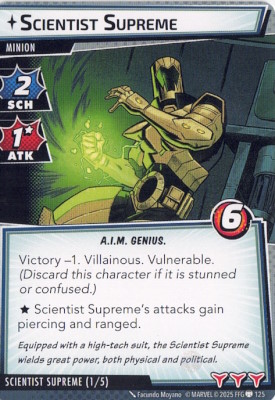 Scientist Supreme
MINION
2
SCH
1★
ATK
6
A.I.M. GENIUS.
Victory –1. Villainous. Vulnerable.
(Discard this character if it is stunned
or confused.)
★ Scientist Supreme's attacks gain
piercing and ranged.
Equipped with a high-tech suit, the Scientist Supreme
wields great power, both physical and political.
SCIENTIST SUPREME (1/5)
Facundo Moyano © MARVEL © 2025 FFG 125